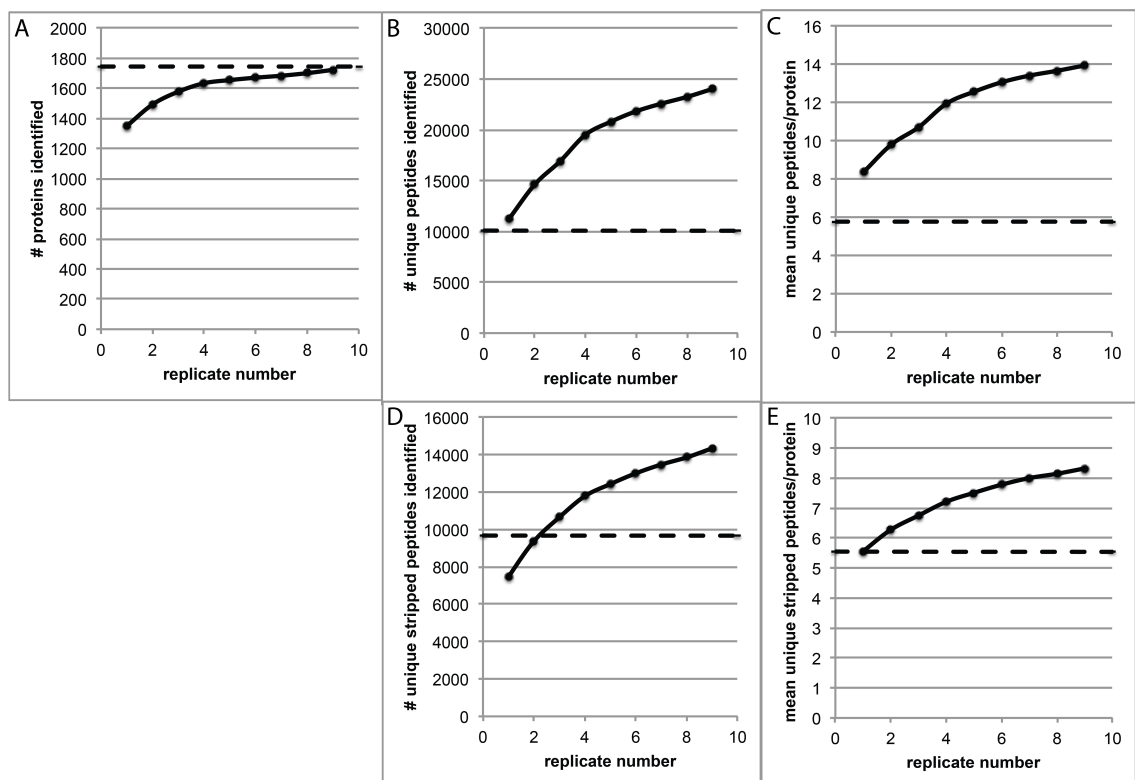 A
# proteins identified
2000
1800
1600
1400
1200
1000
800
600
400
200
0
0 2 4 6 8 10
replicate number
B
# unique peptides identified
30000
25000
20000
15000
10000
5000
0
0 2 4 6 8 10
replicate number
C
mean unique peptides/protein
16
14
12
10
8
6
4
2
0
0 2 4 6 8 10
replicate number
D
# unique stripped peptides identified
16000
14000
12000
10000
8000
6000
4000
2000
0
0 2 4 6 8 10
replicate number
E
mean unique stripped peptides/protein
10
9
8
7
6
5
4
3
2
1
0
0 2 4 6 8 10
replicate number